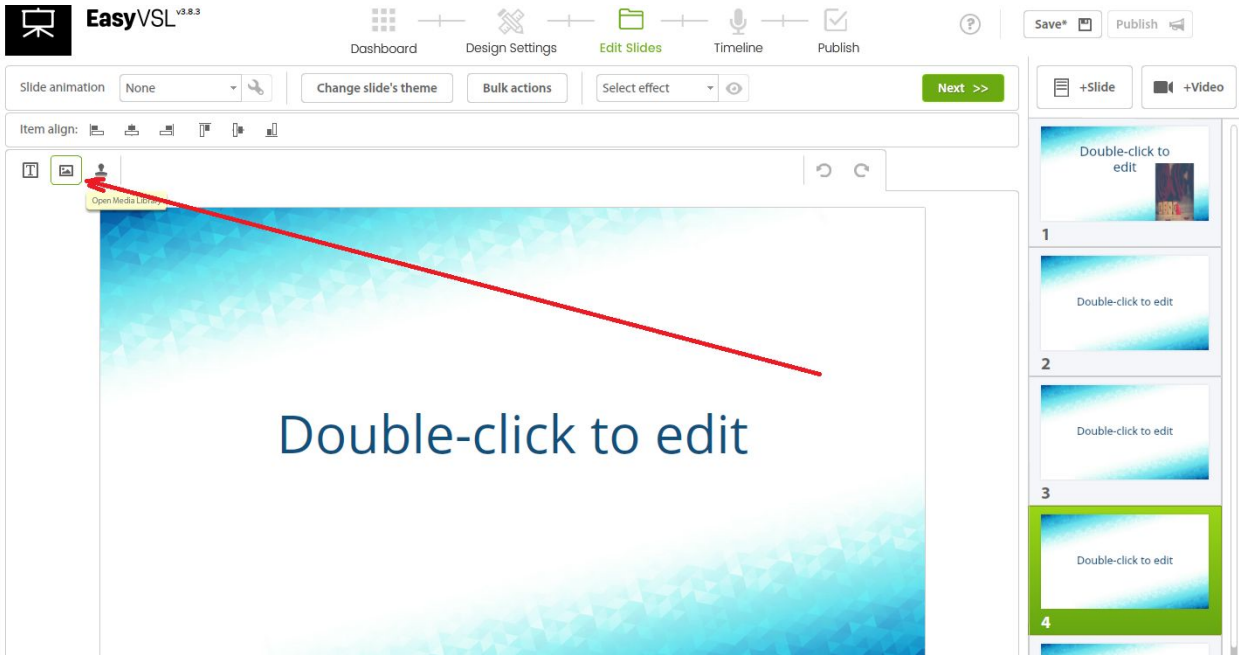 EasyVSL v3.8.3
Dashboard
Design Settings
Edit Slides
Timeline
Publish
?
Save*
Publish
Slide animation
None
Change slide's theme
Bulk actions
Select effect
Next >>
+Slide
+Video
Item align:
T
Open Media Library
Double-click to edit
Double-click to
edit
1
Double-click to edit
2
Double-click to edit
3
Double-click to edit
4